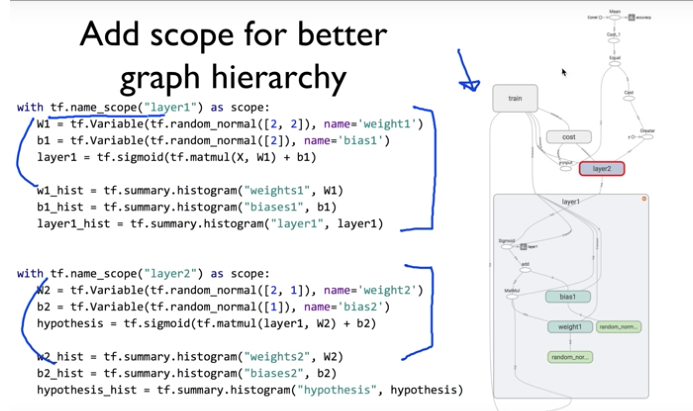 Add scope for better
graph hierarchy
with tf.name_scope("layer1") as scope:
W1 = tf.Variable(tf.random_normal([2, 2]), name='weight1')
b1 = tf.Variable(tf.random_normal([2]), name='bias1')
layer1 = tf.sigmoid(tf.matmul(X, W1) + b1)
w1_hist = tf.summary.histogram("weights1", W1)
b1_hist = tf.summary.histogram("biases1", b1)
layer1_hist = tf.summary.histogram("layer1", layer1)
with tf.name_scope("layer2") as scope:
W2 = tf.Variable(tf.random_normal([2, 1]), name='weight2')
b2 = tf.Variable(tf.random_normal([1]), name='bias2')
hypothesis = tf.sigmoid(tf.matmul(layer1, W2) + b2)
w2_hist = tf.summary.histogram("weights2", W2)
b2_hist = tf.summary.histogram("biases2", b2)
hypothesis_hist = tf.summary.histogram("hypothesis", hypothesis)
Mean
accuracy
Cast_1
Equal
Cast
Greater
train
cost
layer2
layer1
Sigmoid
layer1
add
MatMul
bias1
weight1
random_norm...
random_nor...